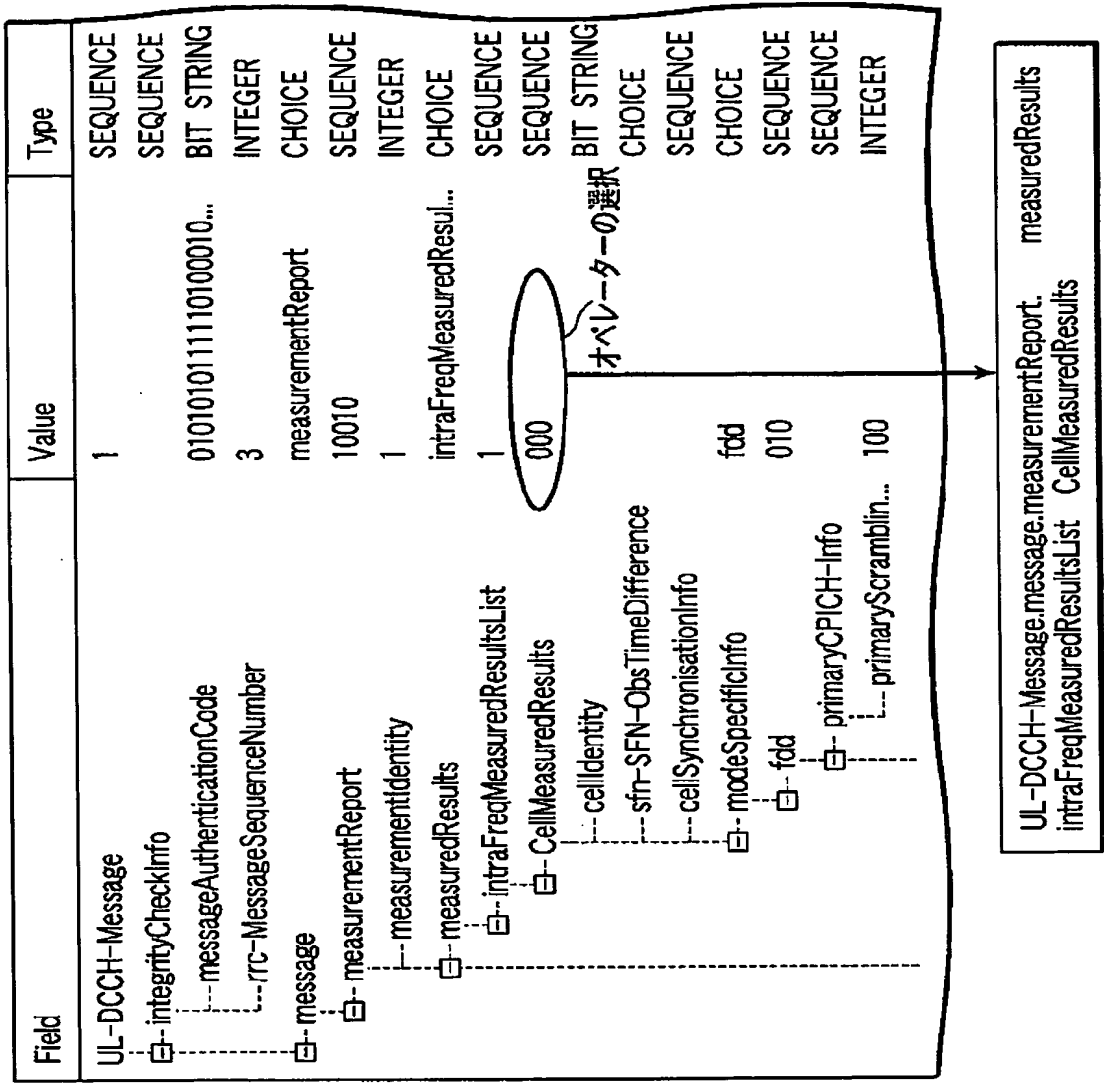 Field Value Type
UL-DCCH-Message 1 SEQUENCE
integrityCheckInfo SEQUENCE
messageAuthenticationCode 010101011111010100010... BIT STRING
rrc-MessageSequenceNumber 3 INTEGER
message measurementReport CHOICE
measurementReport 10010 SEQUENCE
measurementIdentity 1 INTEGER
measuredResults intraFreqMeasuredResul... CHOICE
intraFreqMeasuredResultsList 1 SEQUENCE
CellMeasuredResults 000 SEQUENCE
オペレーターの選択
cellIdentity BIT STRING
sfn-SFN-ObsTimeDifference CHOICE
cellSynchronisationInfo SEQUENCE
modeSpecificInfo fdd CHOICE
fdd 010 SEQUENCE
primaryCPICH-Info SEQUENCE
primaryScramblin... 100 INTEGER
UL-DCCH-Message.message.measurementReport. measuredResults
intraFreqMeasuredResultsList CellMeasuredResults